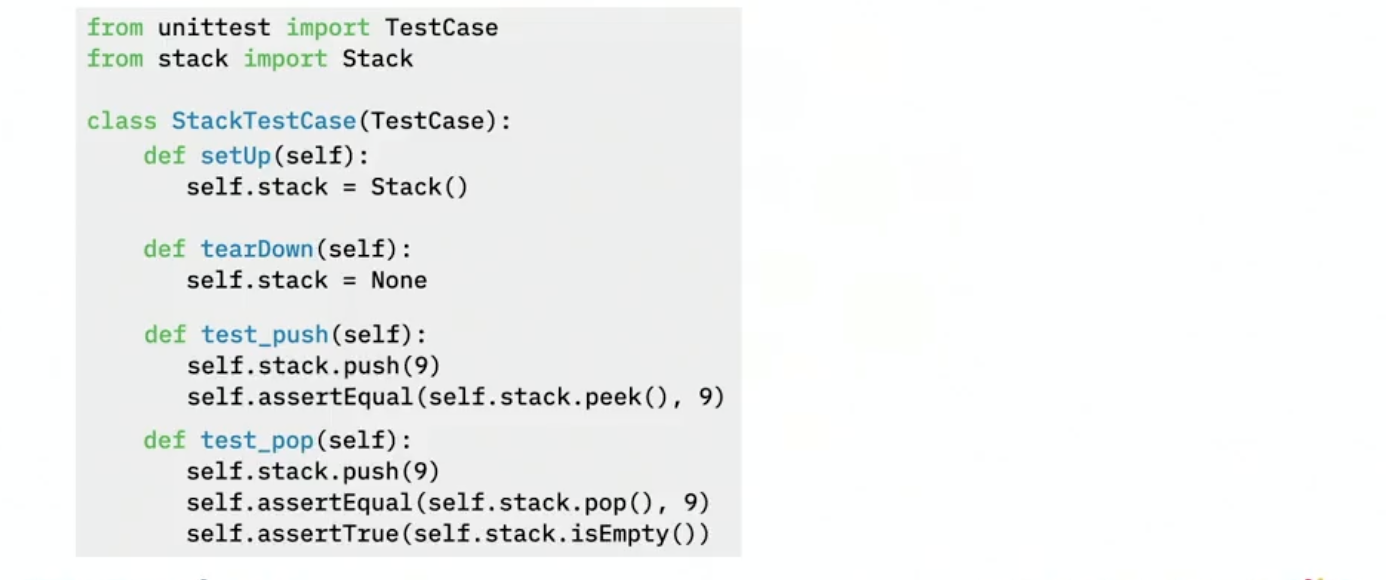 from unittest import TestCase
from stack import Stack
class StackTestCase(TestCase):
def setUp(self):
self.stack = Stack()
def tearDown(self):
self.stack = None
def test_push(self):
self.stack.push(9)
self.assertEqual(self.stack.peek(), 9)
def test_pop(self):
self.stack.push(9)
self.assertEqual(self.stack.pop(), 9)
self.assertTrue(self.stack.isEmpty())